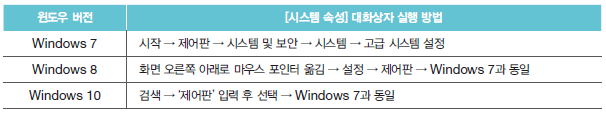 윈도우 버전 [시스템 속성] 대화상자 실행 방법
Windows 7 시작 → 제어판 → 시스템 및 보안 → 시스템 → 고급 시스템 설정
Windows 8 화면 오른쪽 아래로 마우스 포인터 옮김 → 설정 → 제어판 → Windows 7과 동일
Windows 10 검색 → ‘제어판’ 입력 후 선택 → Windows 7과 동일